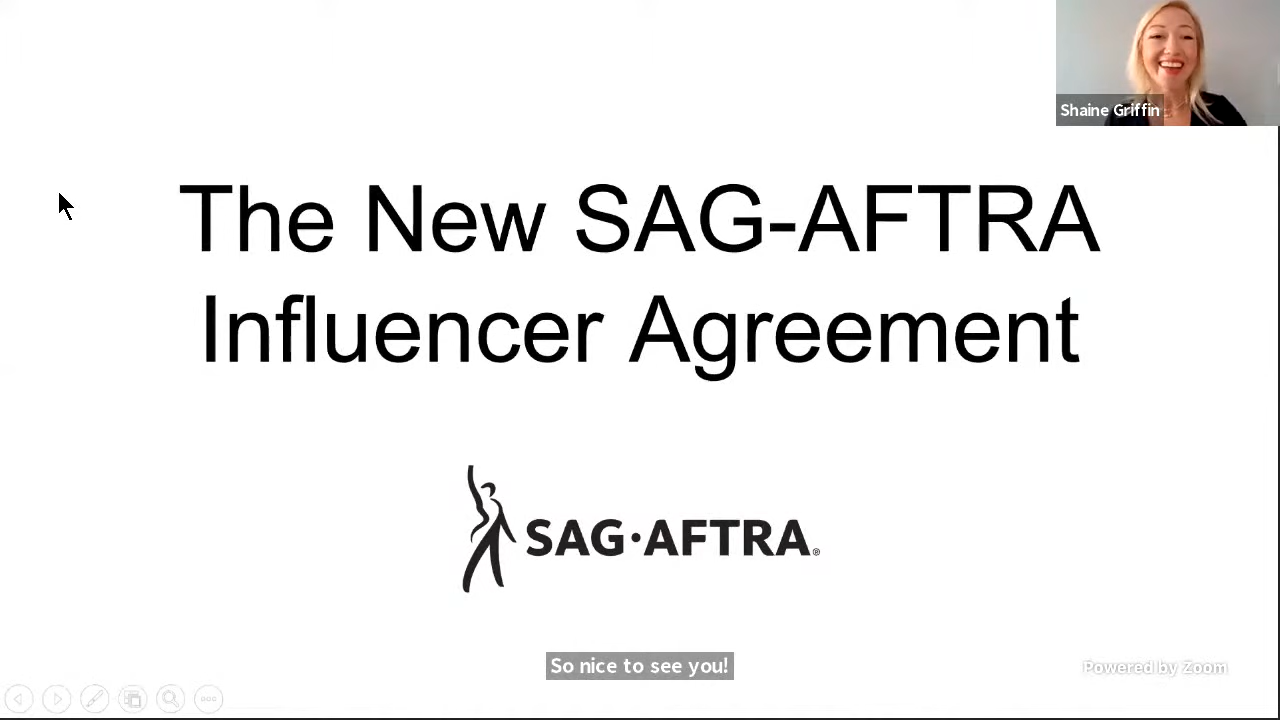 Shaine Griffin
The New SAG-AFTRA
Influencer Agreement
SAG·AFTRA®
So nice to see you!
Powered by Zoom